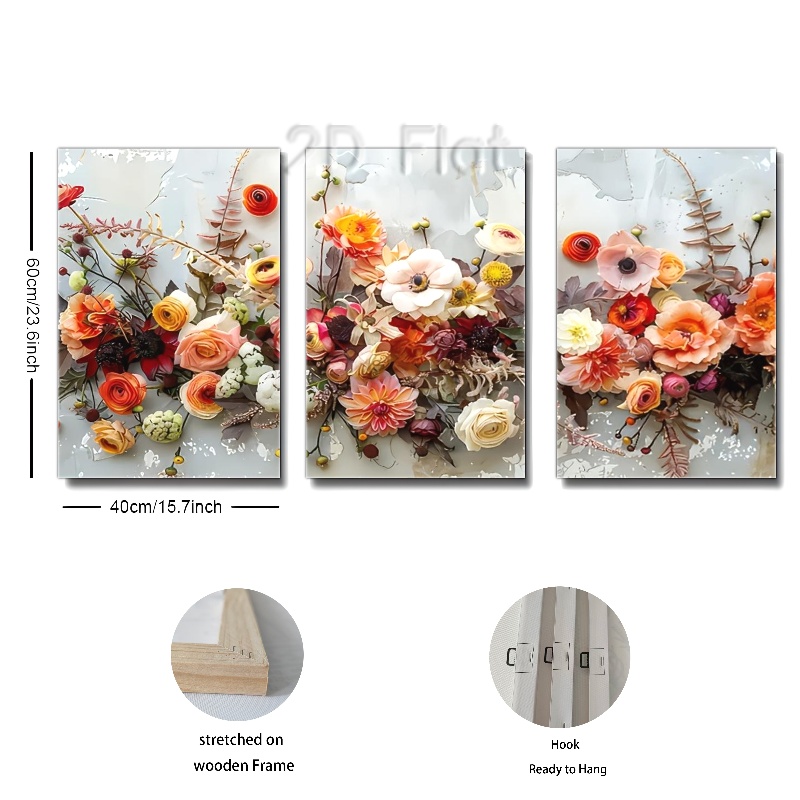 2D Flat
60cm/23.6inch
40cm/15.7inch
stretched on
wooden Frame
Hook
Ready to Hang